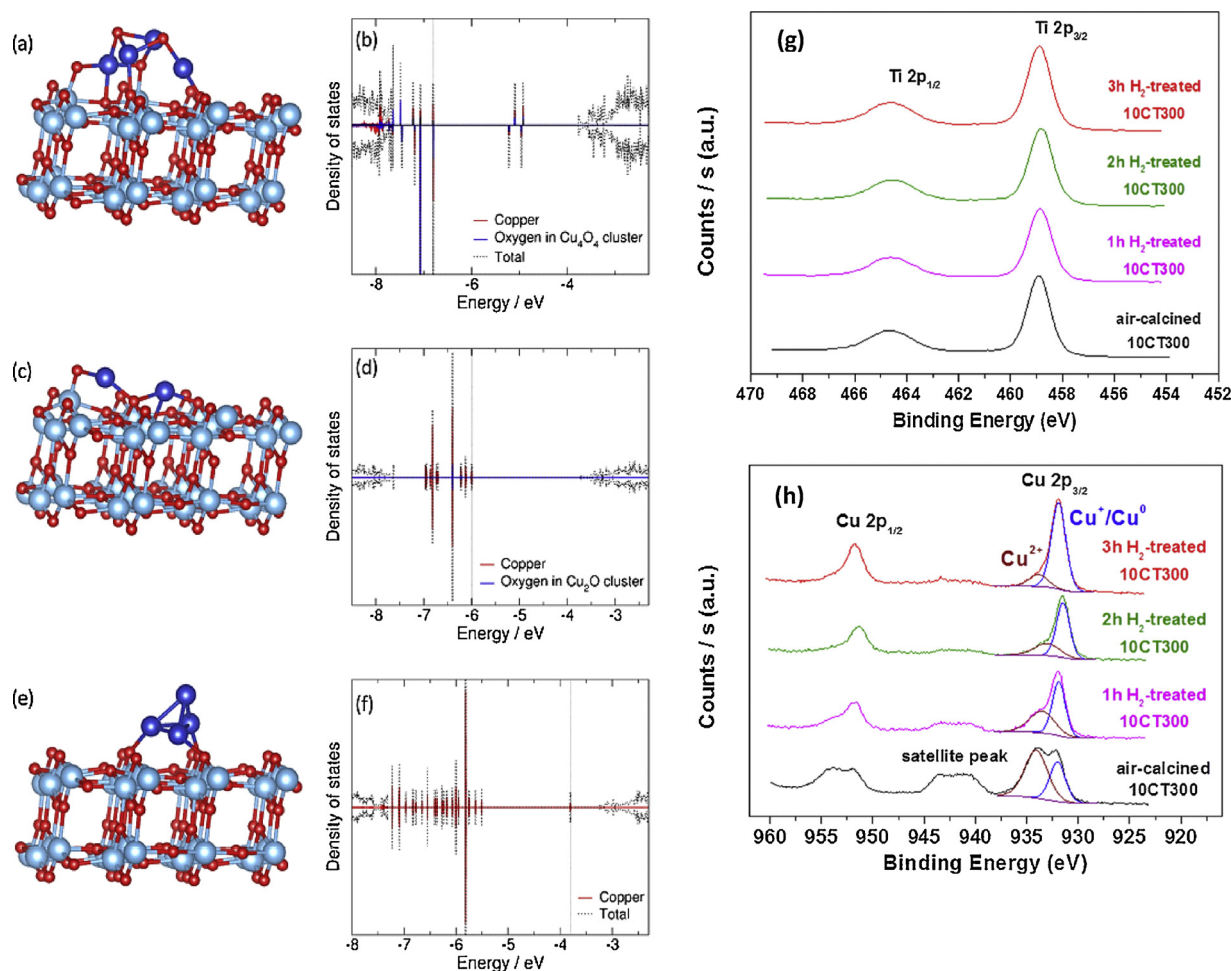 (a)
(b)
Density of states
Copper
Oxygen in Cu₄O₄ cluster
Total
-8 -7 -6 -5 -4
Energy / eV
(c)
(d)
Density of states
Copper
Oxygen in Cu₂O cluster
-8 -7 -6 -5 -4 -3
Energy / eV
(e)
(f)
Density of states
Copper
Total
-8 -7 -6 -5 -4 -3
Energy / eV
(g)
Ti 2p₃/₂
Ti 2p₁/₂
3h H₂-treated
10CT300
2h H₂-treated
10CT300
1h H₂-treated
10CT300
air-calcined
10CT300
Counts / s (a.u.)
470 468 466 464 462 460 458 456 454 452
Binding Energy (eV)
(h)
Cu 2p₃/₂
Cu 2p₁/₂
Cu⁺/Cu⁰
Cu²⁺
3h H₂-treated
10CT300
2h H₂-treated
10CT300
1h H₂-treated
10CT300
satellite peak
air-calcined
10CT300
Counts / s (a.u.)
960 950 940 930 920
Binding Energy (eV)